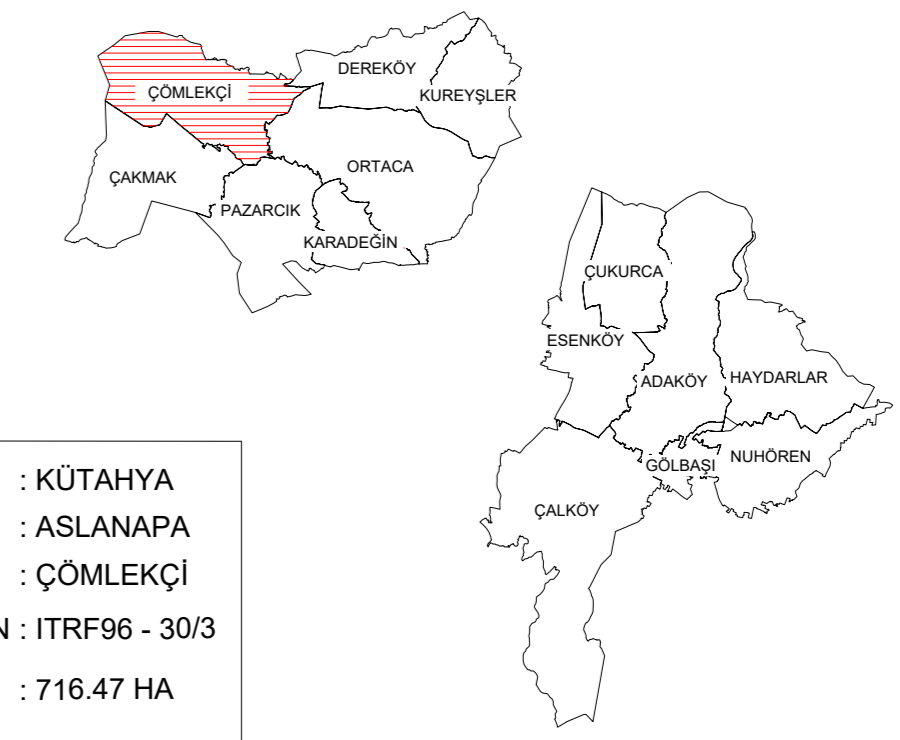 DEREKÖY
ÇÖMLEKÇİ
KUREYŞLER
ORTACA
ÇAKMAK
PAZARCIK
KARADEĞİN
ÇUKURCA
ESENKÖY
ADAKÖY
HAYDARLAR
GÖLBAŞI
NUHÖREN
ÇALKÖY
: KÜTAHYA
: ASLANAPA
: ÇÖMLEKÇİ
N : ITRF96 - 30/3
: 716.47 HA